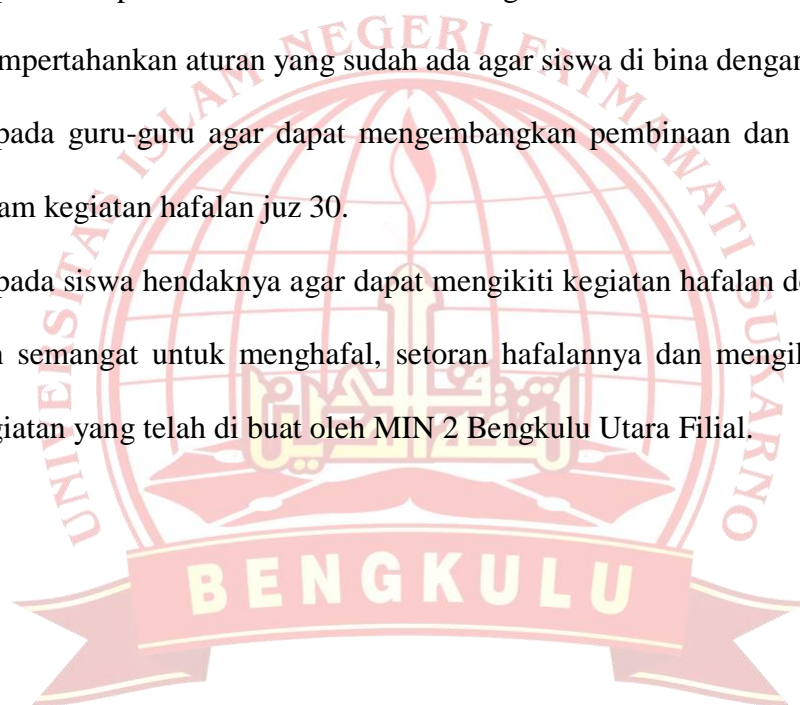 mpertahankan aturan yang sudah ada agar siswa di bina dengan
pada guru-guru agar dapat mengembangkan pembinaan dan
am kegiatan hafalan juz 30.
pada siswa hendaknya agar dapat mengikiti kegiatan hafalan de
semangat untuk menghafal, setoran hafalannya dan mengik
giatan yang telah di buat oleh MIN 2 Bengkulu Utara Filial.
UNIVERSITAS ISLAM NEGERI FATMAWATI SUKARNO
BENGKULU